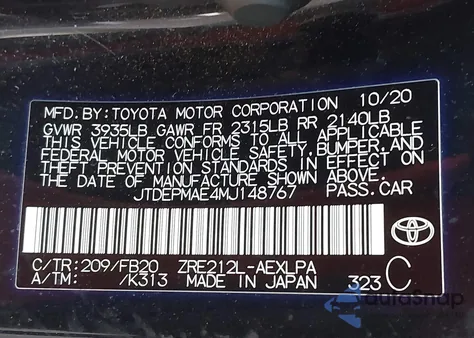 MFD.BY:TOYOTA MOTOR CORPORATION 10/20
GVWR 3935LB GAWR FR 2315LB RR 2140LB
THIS VEHICLE CONFORMS TO ALL APPLICABLE
FEDERAL MOTOR VEHICLE SAFETY,BUMPER,AND
THEFT PREVENTION STANDARDS IN EFFECT ON
THE DATE OF MANUFACTURE SHOWN ABOVE.
JTDEPMAE4MJ148767 PASS.CAR
C/TR:209/FB20 ZRE212L-AEXLPA C
A/TM: /K313 MADE IN JAPAN 323
AutoSnap